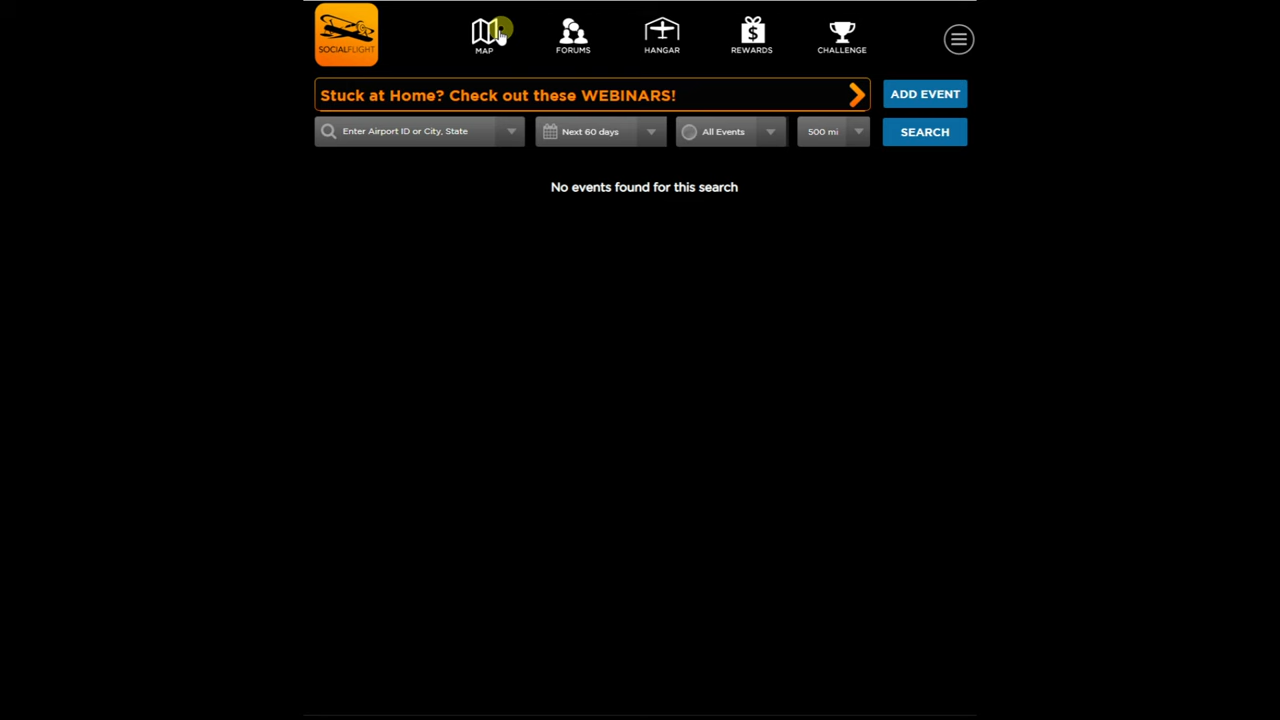 SOCIALFLIGHT
MAP
FORUMS
HANGAR
$
REWARDS
CHALLENGE
Stuck at Home? Check out these WEBINARS!
ADD EVENT
Enter Airport ID or City, State
Next 60 days
All Events
500 mi
SEARCH
No events found for this search